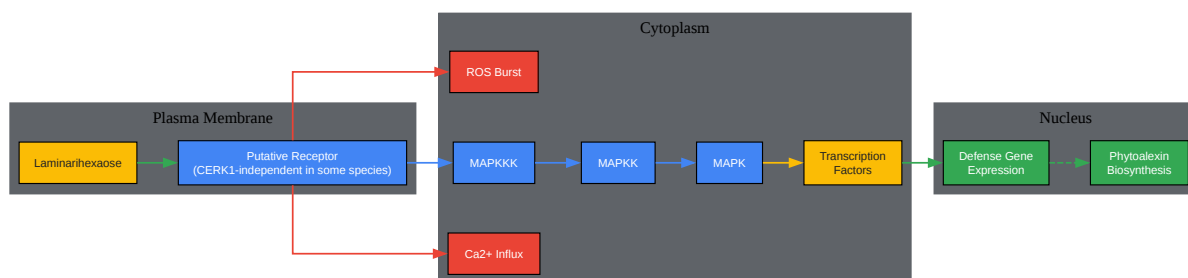 Cytoplasm
ROS Burst
Plasma Membrane
Nucleus
Laminarihexaose
Putative Receptor
(CERK1-independent in some species)
MAPKKK
MAPKK
MAPK
Transcription
Factors
Defense Gene
Expression
Phytoalexin
Biosynthesis
Ca2+ Influx